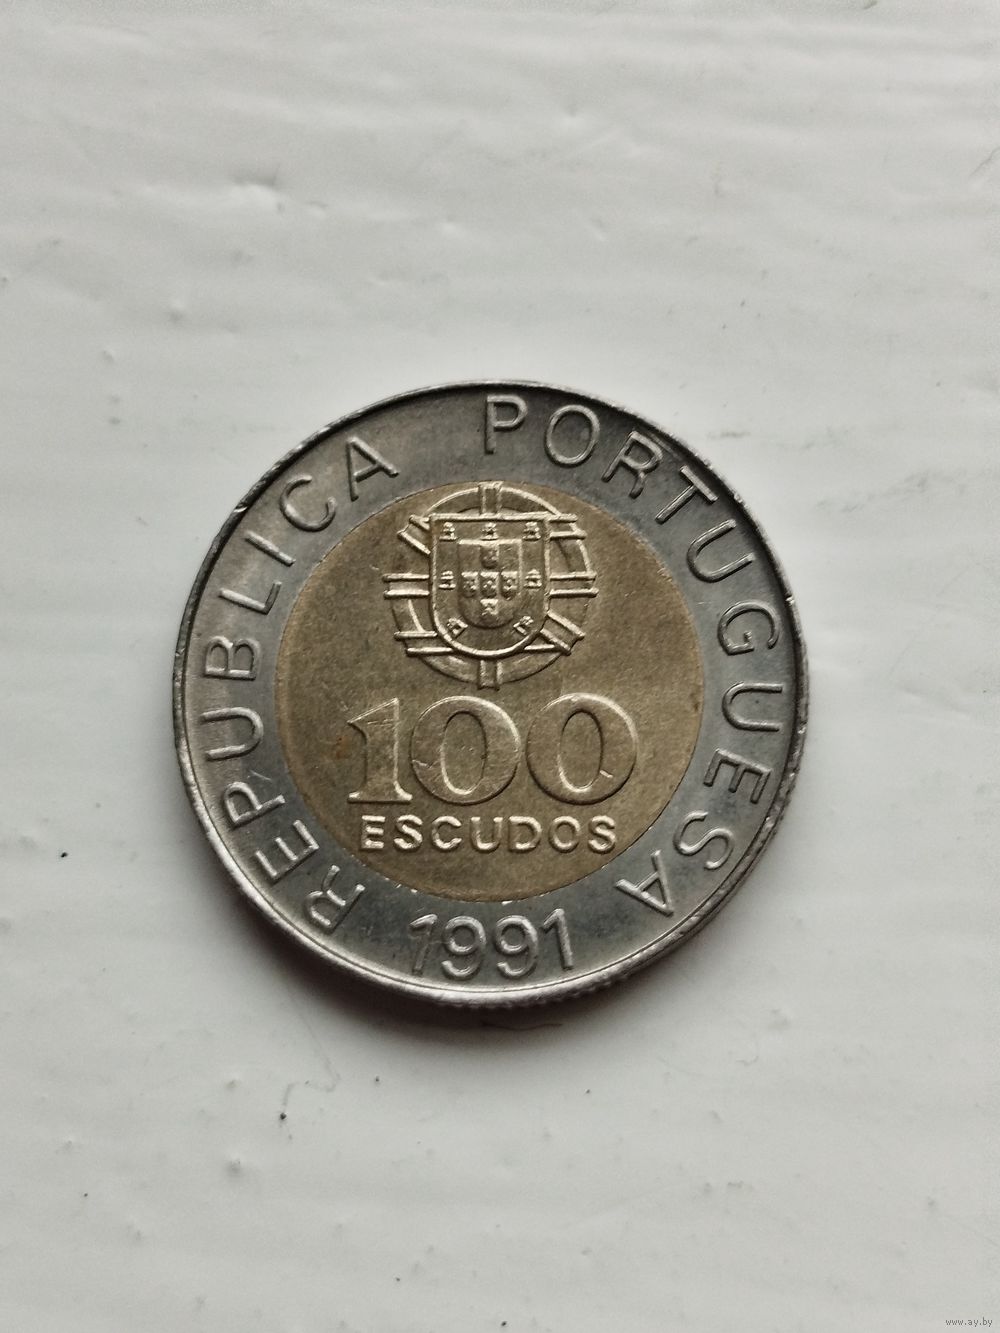 REPUBLICA PORTUGUESA
100
ESCUDOS
1991
www.ay.by